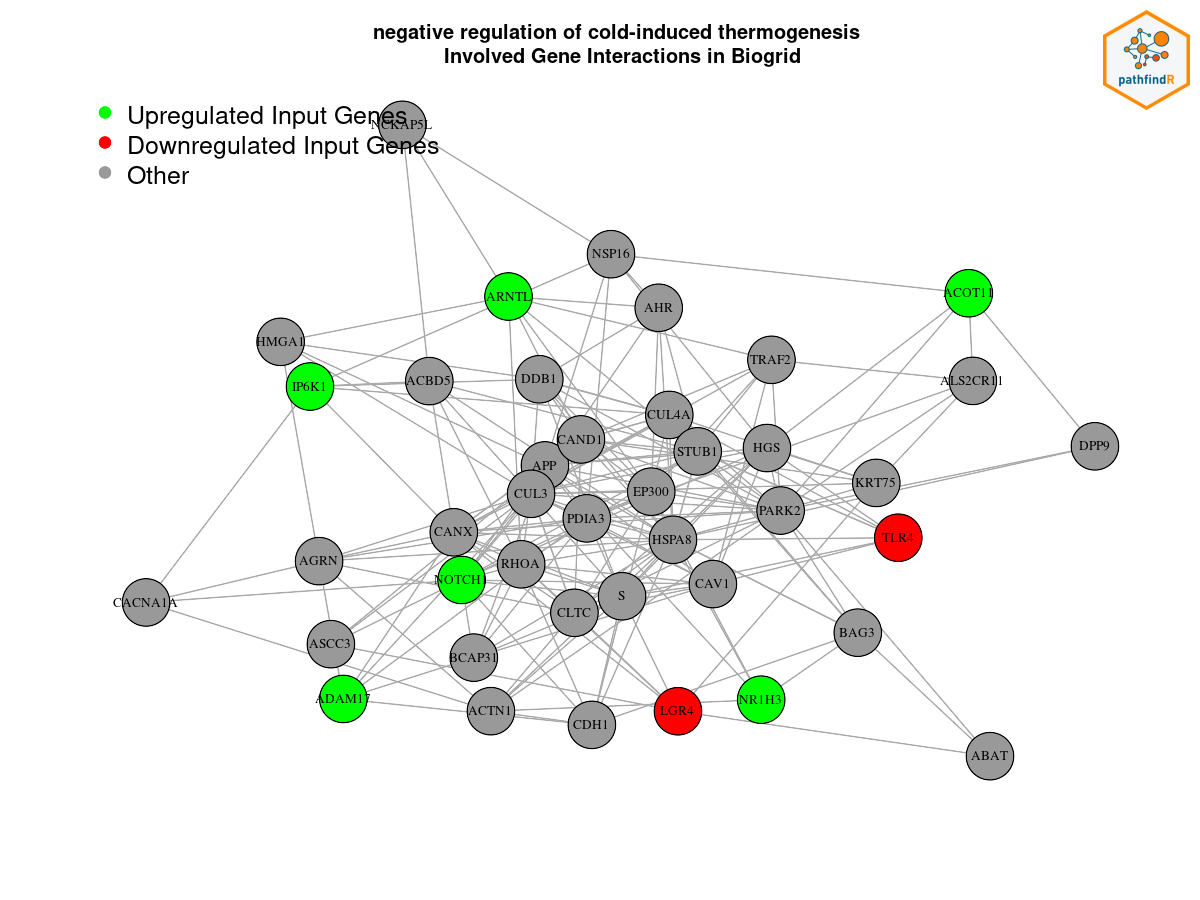 negative regulation of cold-induced thermogenesis
Involved Gene Interactions in Biogrid
pathfindR
Upregulated Input Genes
Downregulated Input Genes
Other
NCKAP5L
NSP16
ARNTL
ACOT11
AHR
HMGA1
TRAF2
IP6K1
ACBD5
DDB1
ALS2CR11
CUL4A
CAND1
STUB1
HGS
DPP9
APP
CUL3
EP300
KRT75
PARK2
PDIA3
CANX
HSPA8
TLR4
AGRN
RHOA
NOTCH1
CAV1
CACNA1A
S
CLTC
BAG3
ASCC3
BCAP31
ADAM17
NR1H3
ACTN1
LGR4
CDH1
ABAT